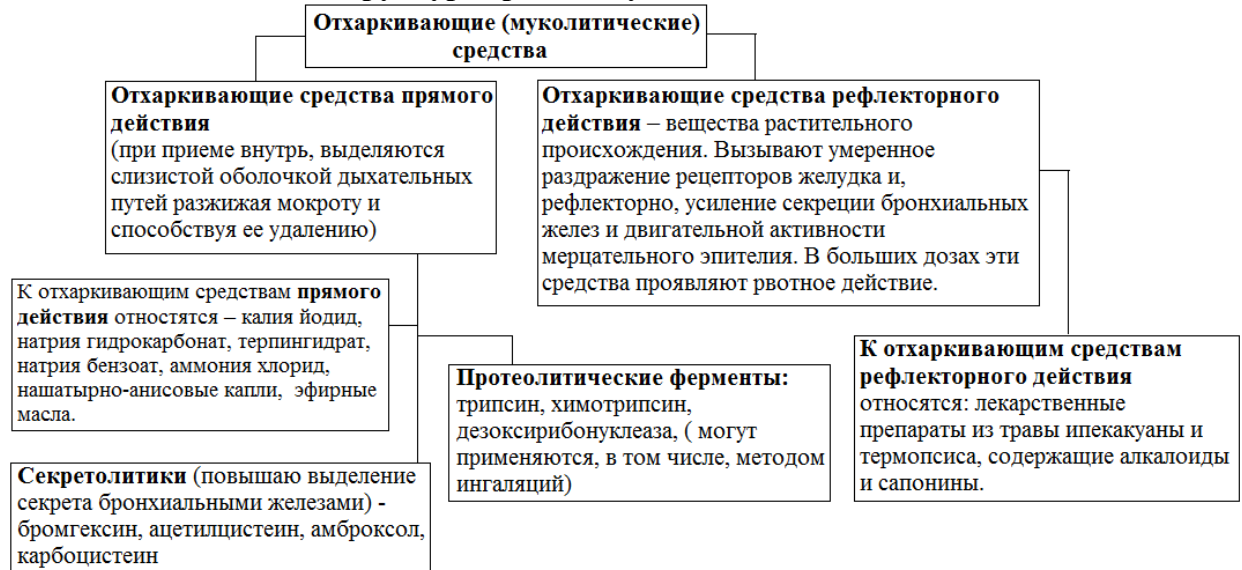 Отхаркивающие (муколитические)
средства
Отхаркивающие средства прямого
действия
(при приеме внутрь, выделяются
слизистой оболочкой дыхательных
путей разжижая мокроту и
способствуя ее удалению)
Отхаркивающие средства рефлекторного
действия – вещества растительного
происхождения. Вызывают умеренное
раздражение рецепторов желудка и,
рефлекторно, усиление секреции бронхиальных
желез и двигательной активности
мерцательного эпителия. В больших дозах эти
средства проявляют рвотное действие.
К отхаркивающим средствам прямого
действия отностятся – калия йодид,
натрия гидрокарбонат, терпингидрат,
натрия бензоат, аммония хлорид,
нашатырно-анисовые капли, эфирные
масла.
Протеолитические ферменты:
трипсин, химотрипсин,
дезоксирибонуклеаза, ( могут
применяются, в том числе, методом
ингаляций)
К отхаркивающим средствам
рефлекторного действия
относятся: лекарственные
препараты из травы ипекакуаны и
термопсиса, содержащие алкалоиды
и сапонины.
Секретолитики (повышаю выделение
секрета бронхиальными железами) -
бромгексин, ацетилцистеин, амброксол,
карбоцистеин